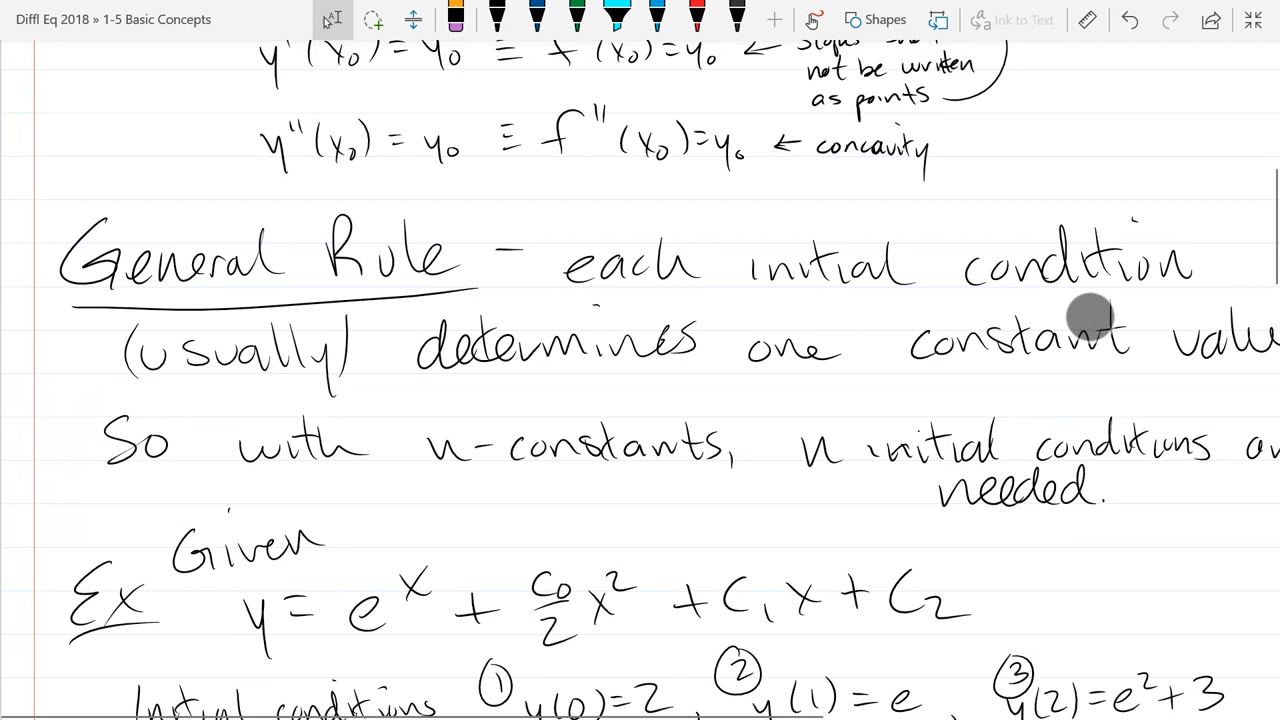 Diffl Eq 2018 » 1-5 Basic Concepts
Shapes
Ink to Text
y'(x₀) = y₀ ≡ f'(x₀)=y₀ ←
not be written
as points
y''(x₀) = y₀ ≡ f''(x₀)=y₀ ← concavity
General Rule - each initial condition
(usually) determines one constant
So with n-constants, n initial conditions
needed.
Given
Ex y = e^x + C₀/2 x² + C₁x + C₂
Initial conditions ① y(0)=2, ② y(1)=e, ③ y(2)=e²+3